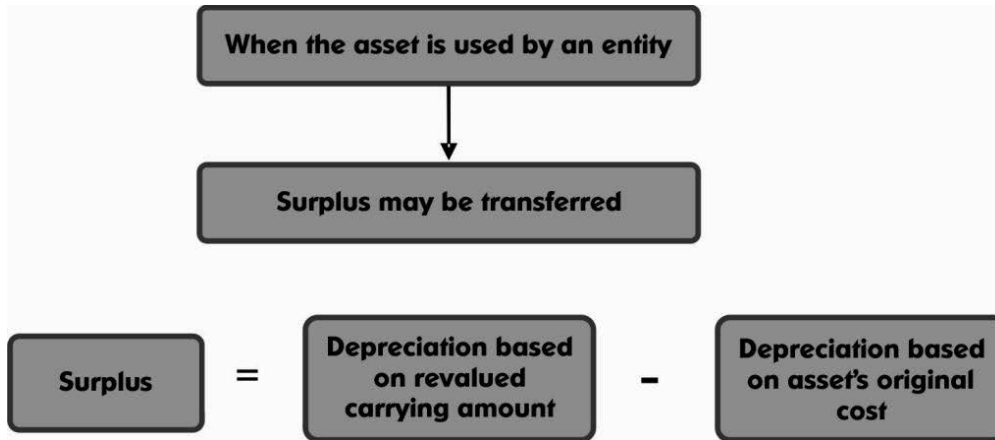 When the asset is used by an entity
Surplus may be transferred
Surplus
=
Depreciation based
on revalued
carrying amount
-
Depreciation based
on asset's original
cost